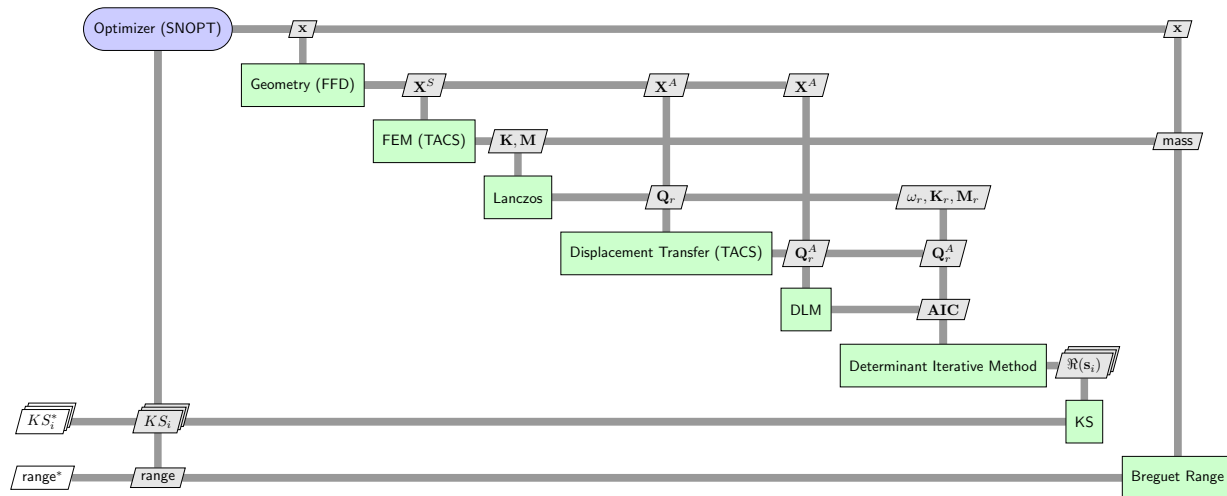 Optimizer (SNOPT) x x
Geometry (FFD) X^S X^A X^A
FEM (TACS) K, M mass
Lanczos Q_r ω_r, K_r, M_r
Displacement Transfer (TACS) Q_r^A Q_r^A
DLM AIC
Determinant Iterative Method ℜ(s_i)
KS_i^* KS_i KS
range* range Breguet Range